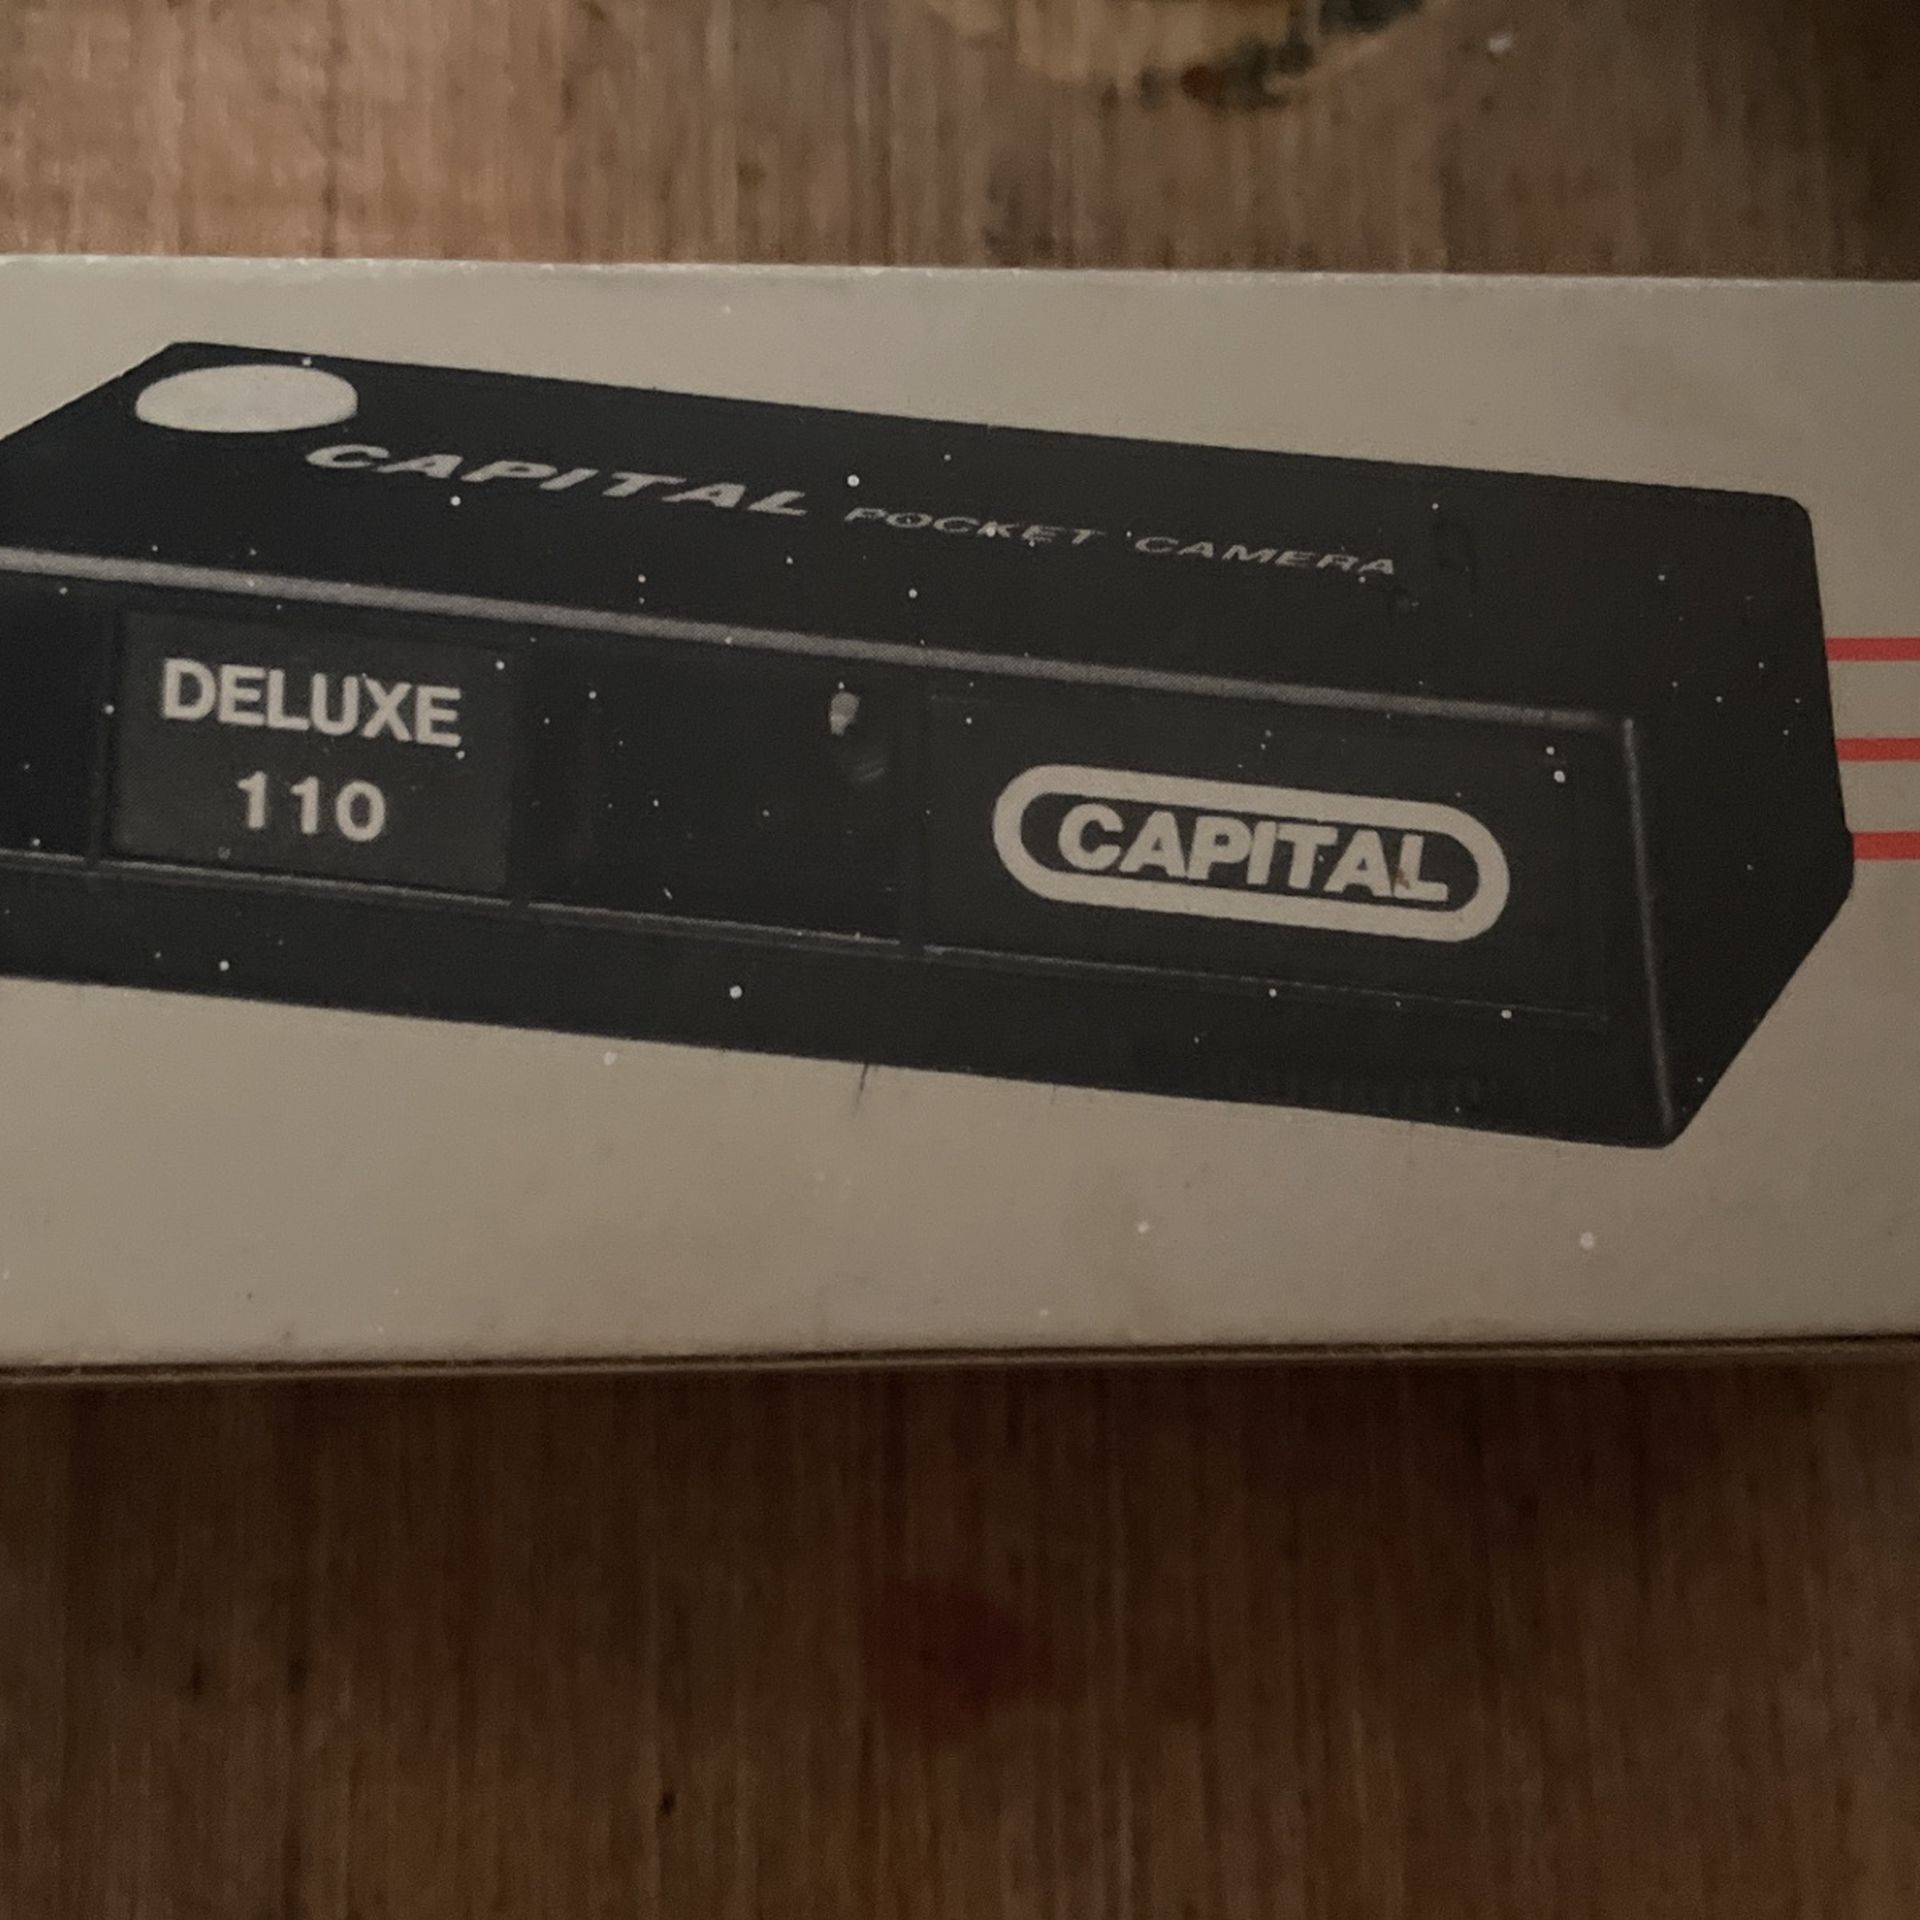 CAPITAL POCKET CAMERA
DELUXE
110
CAPITAL